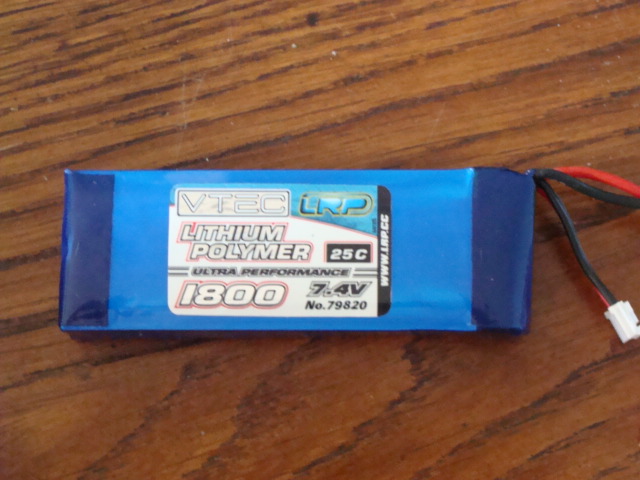 VTEC LRP
LITHIUM
POLYMER
25C
ULTRA PERFORMANCE
1800
7.4V
No.79820
WWW.LRP.CC